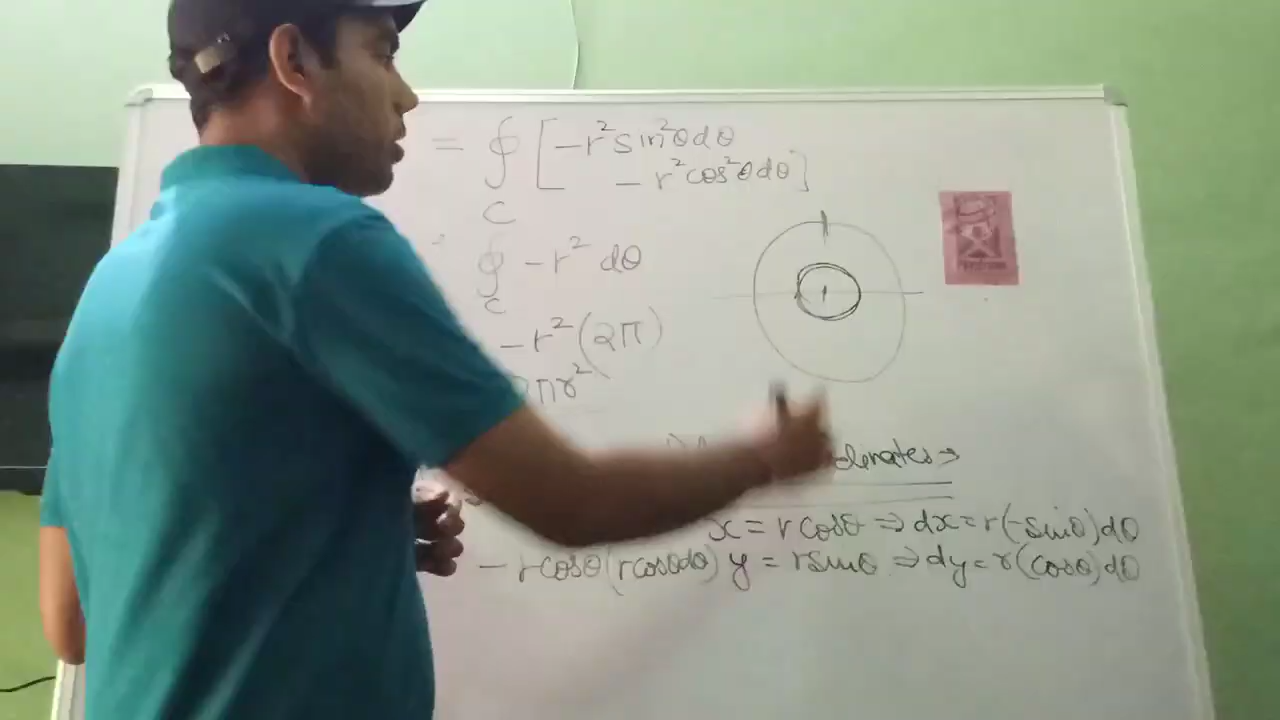 = ∮ [-r² sin²θ dθ
- r² cos²θ dθ]
C
∮ - r² dθ
C
- r² (2π)
πr²
x = r cosθ ⇒ dx = r(-sinθ)dθ
- r cosθ (r cosθ dθ) y = r sinθ ⇒ dy = r(cosθ)dθ